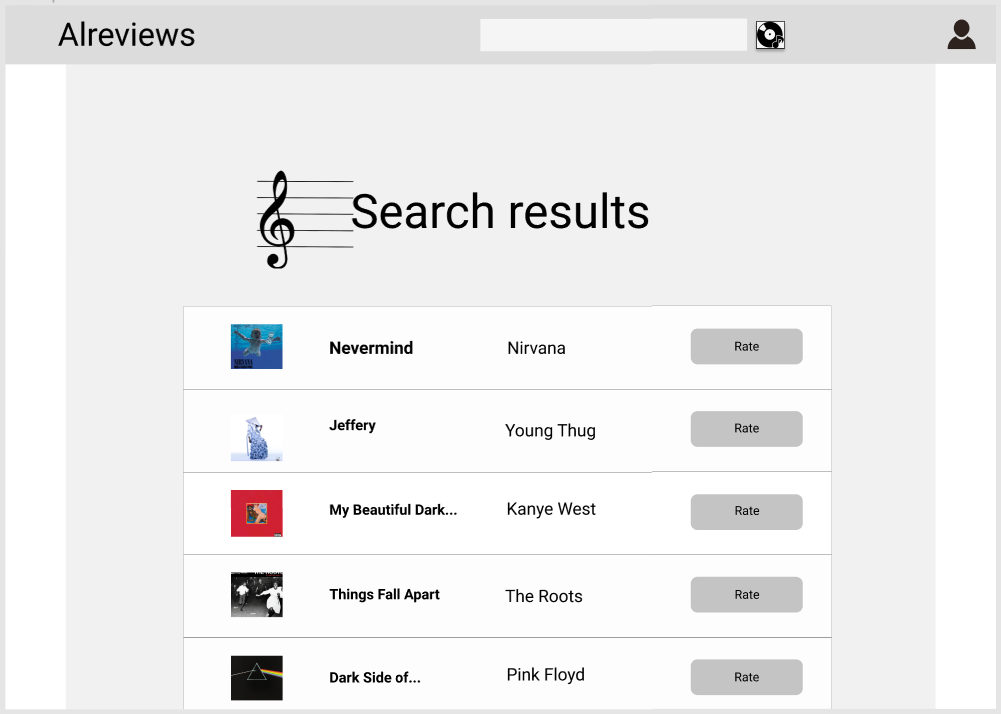 Alreviews
Search results
Nevermind Nirvana Rate
Jeffery Young Thug Rate
My Beautiful Dark... Kanye West Rate
Things Fall Apart The Roots Rate
Dark Side of... Pink Floyd Rate